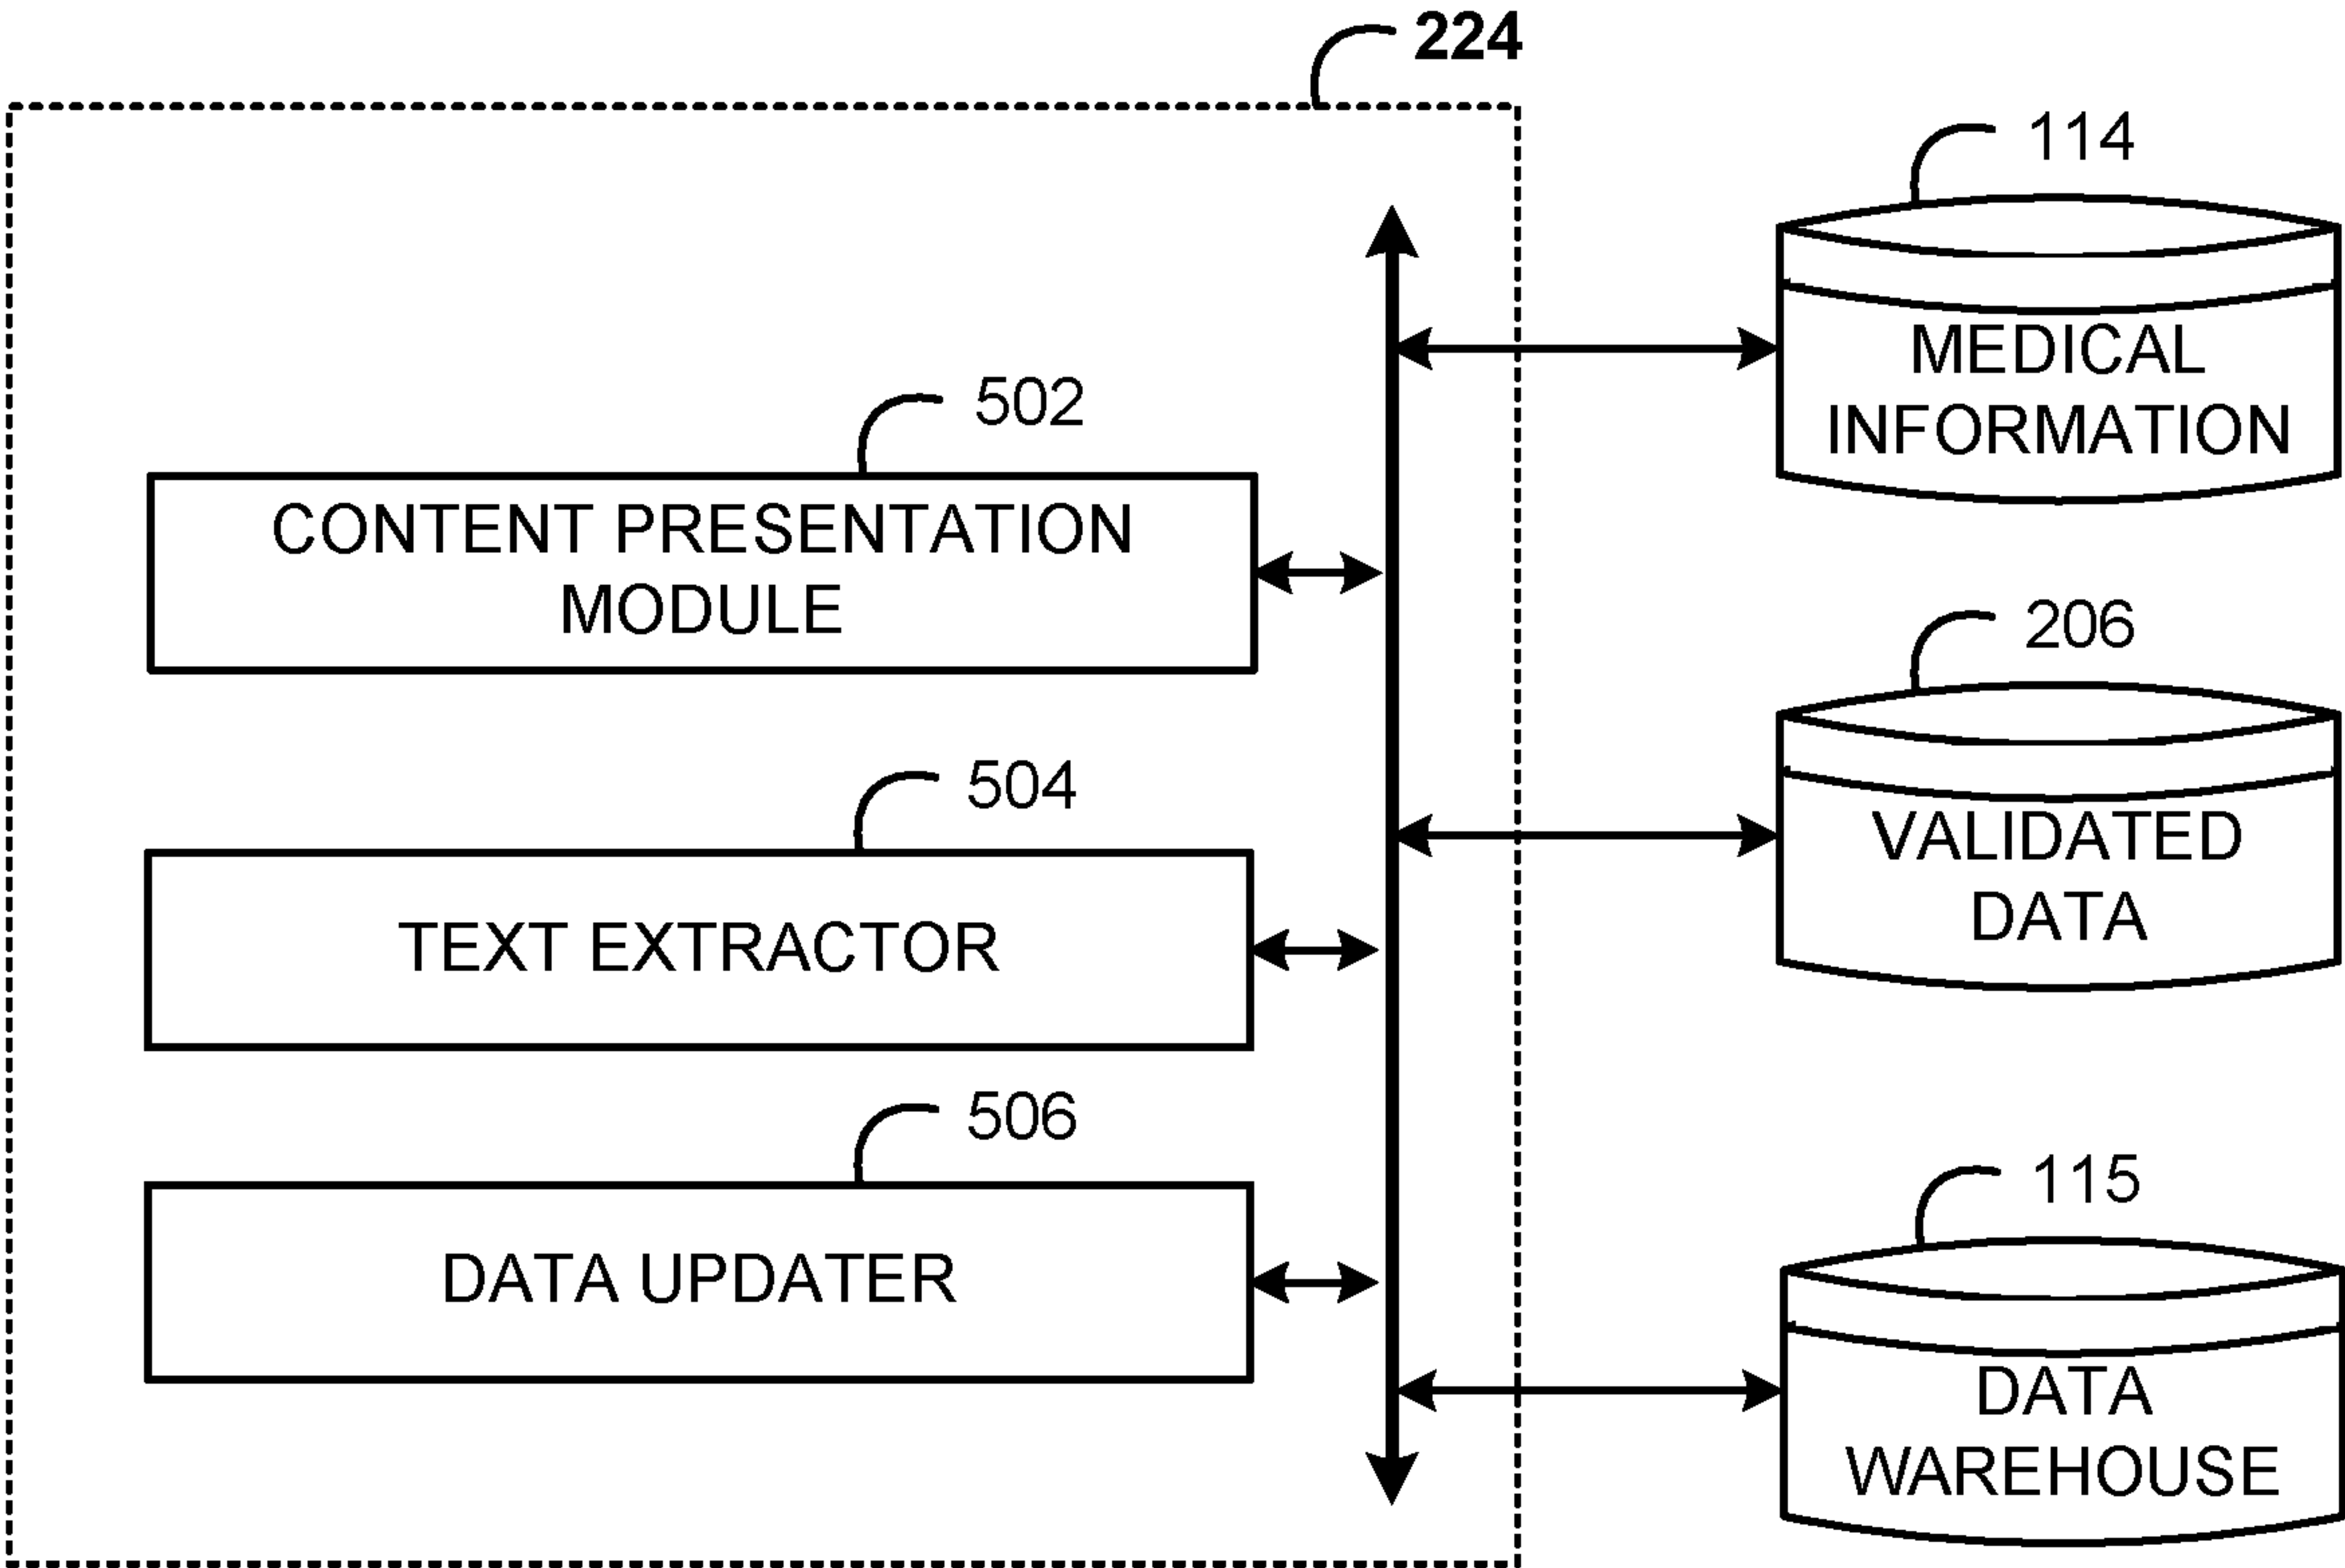 224
114
MEDICAL
INFORMATION
502
CONTENT PRESENTATION
MODULE
206
VALIDATED
DATA
504
TEXT EXTRACTOR
506
DATA UPDATER
115
DATA
WAREHOUSE